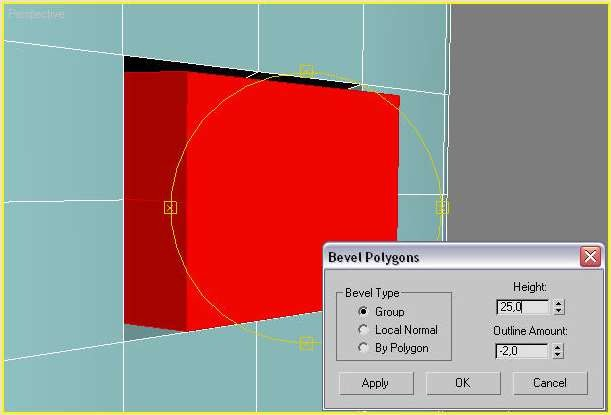 Perspective
Bevel Polygons
Bevel Type
Group
Local Normal
By Polygon
Height:
25,0
Outline Amount:
-2,0
Apply
OK
Cancel